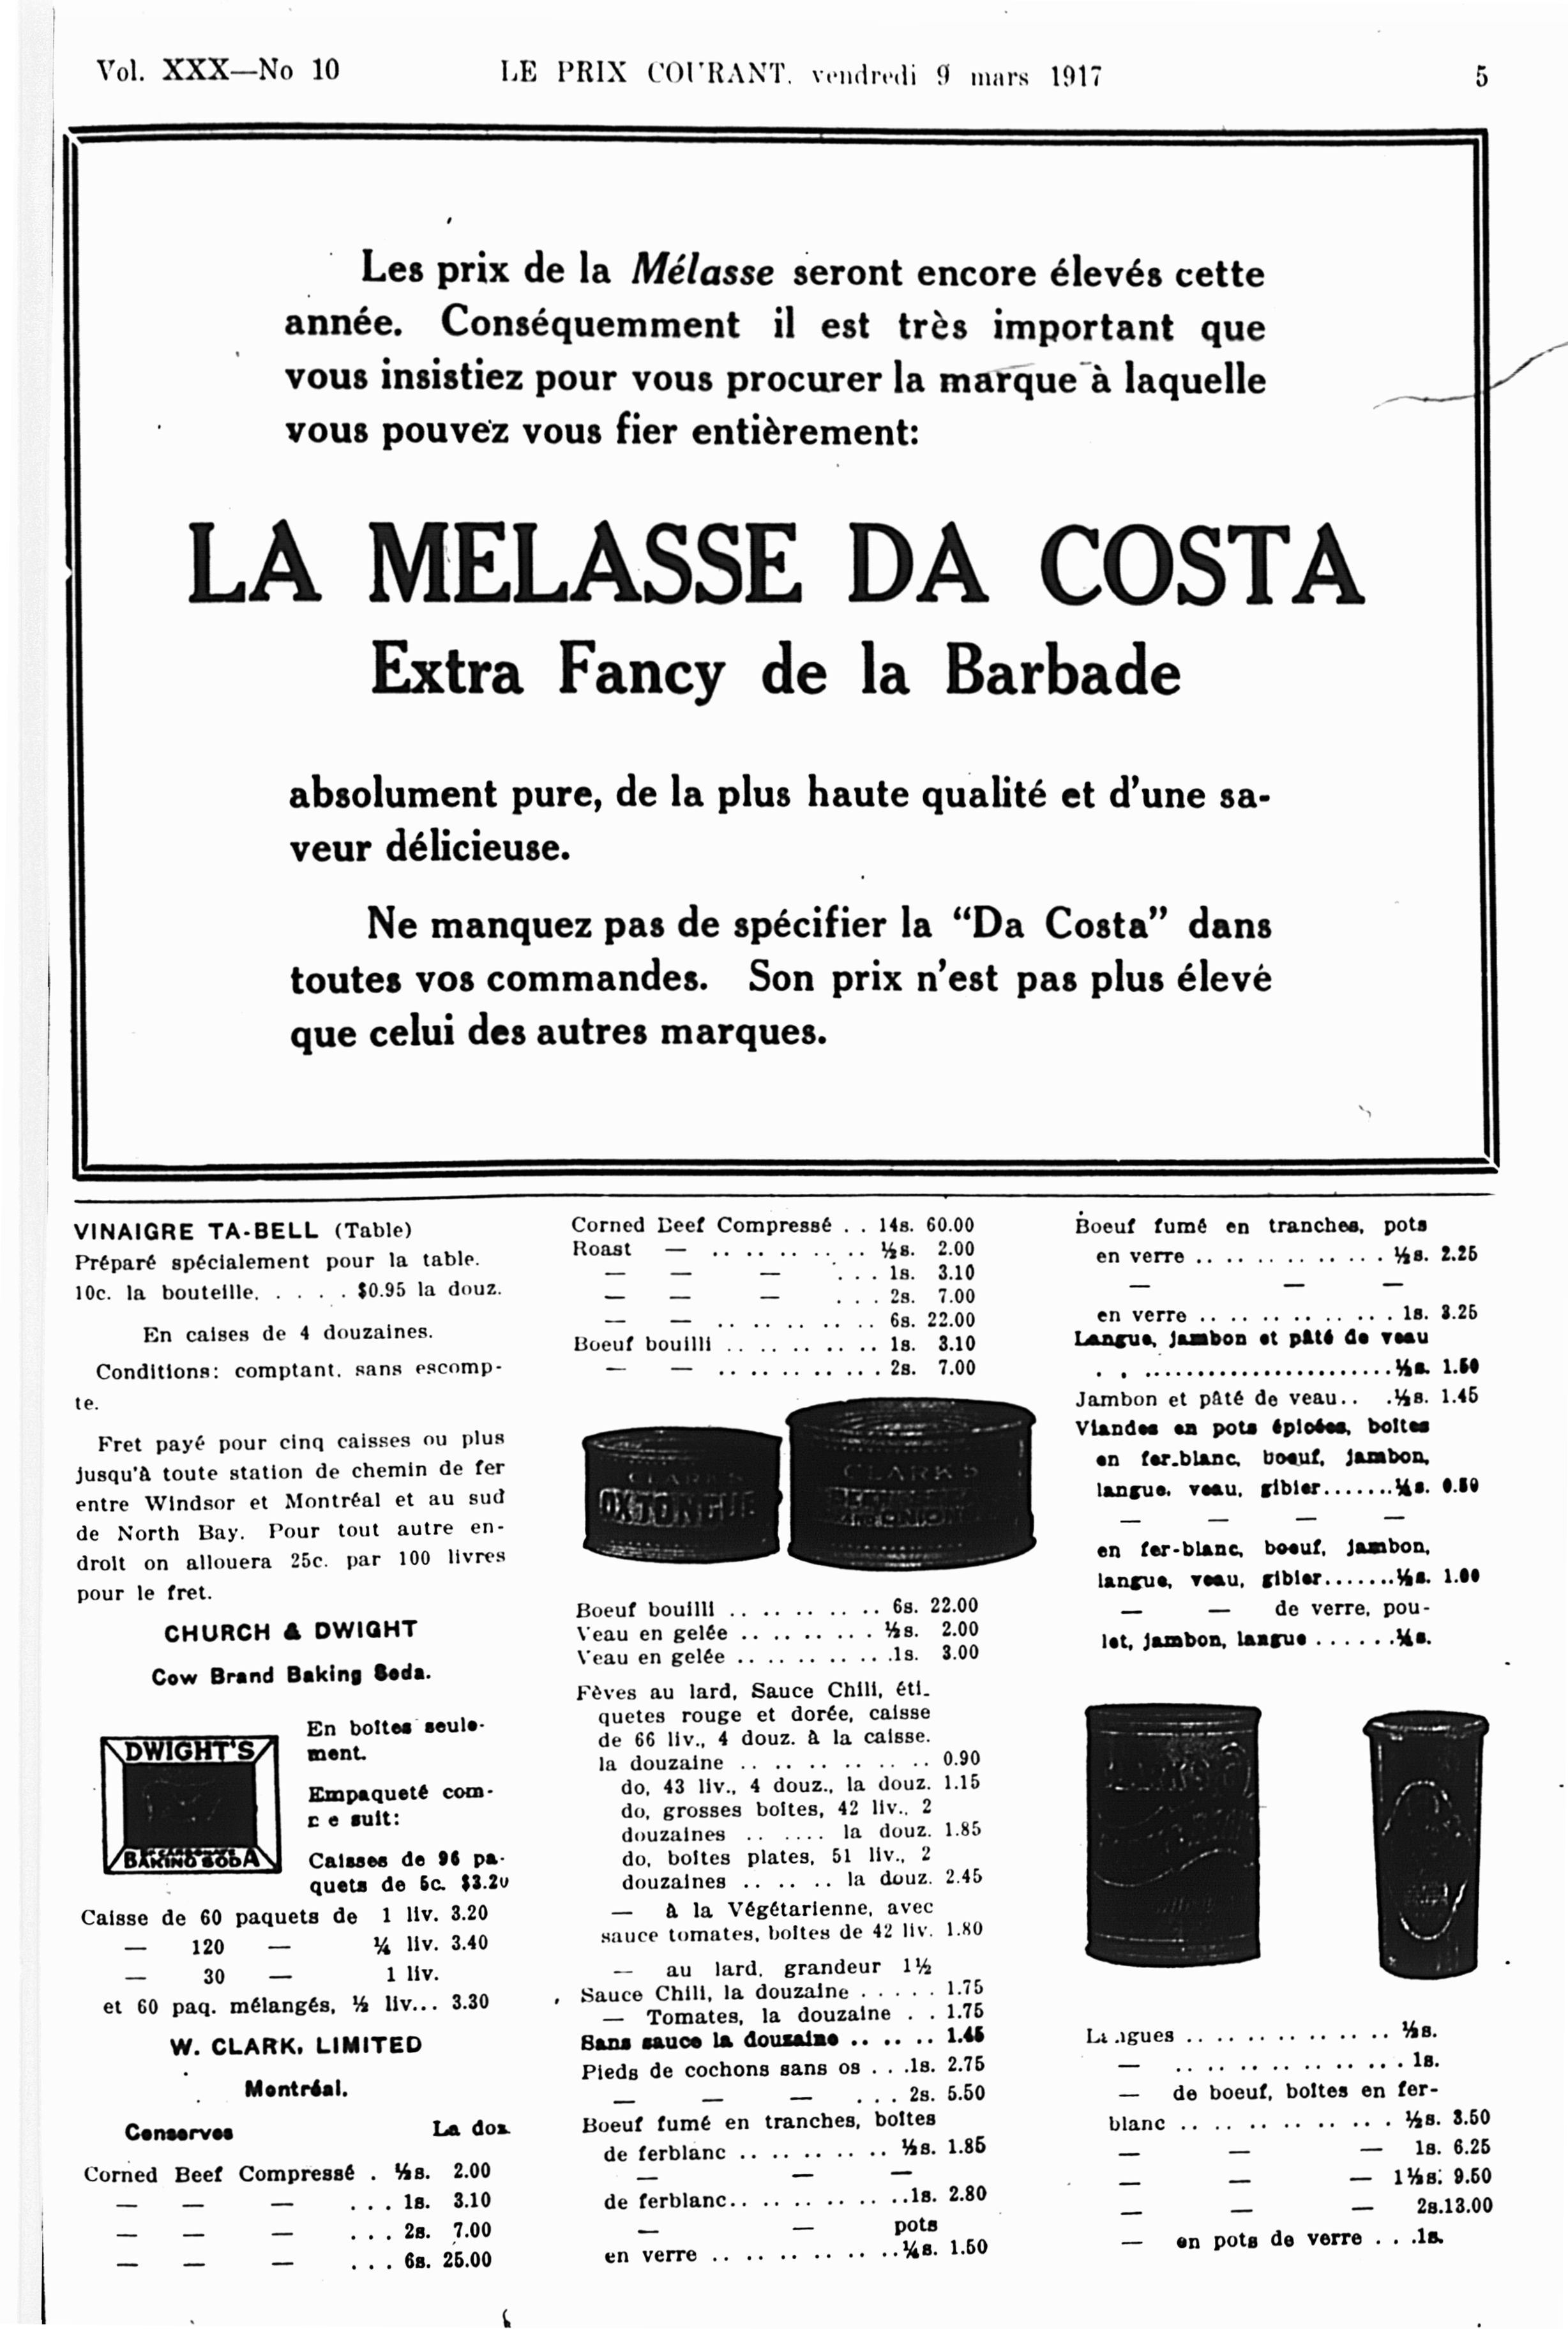 Vol. XXX—No 10
LE PRIX COURANT, vendredi 9 mars 1917
5
Les prix de la Mélasse seront encore élevés cette
année. Conséquemment il est très important que
vous insistiez pour vous procurer la marque à laquelle
vous pouvez vous fier entièrement:
LA MELASSE DA COSTA
Extra Fancy de la Barbade
absolument pure, de la plus haute qualité et d'une sa-
veur délicieuse.
Ne manquez pas de spécifier la “Da Costa” dans
toutes vos commandes. Son prix n'est pas plus élevé
que celui des autres marques.
VINAIGRE TA-BELL (Table)
Préparé spécialement pour la table.
10c. la bouteille. . . . . $0.95 la douz.
En caises de 4 douzaines.
Conditions: comptant, sans escomp-
te.
Fret payé pour cinq caisses ou plus
jusqu'à toute station de chemin de fer
entre Windsor et Montréal et au sud
de North Bay. Pour tout autre en-
droit on allouera 25c. par 100 livres
pour le fret.
CHURCH & DWIGHT
Cow Brand Baking Soda.
DWIGHT'S
BAKING SODA
En boîtes seule-
ment.
Empaqueté com-
e suit:
Caisses de 96 pa-
quets de 5c. $3.20
Caisse de 60 paquets de 1 liv. 3.20
— 120 — ¼ liv. 3.40
— 30 — 1 liv.
et 60 paq. mélangés, ½ liv... 3.30
W. CLARK, LIMITED
Montréal.
Conserves La doz.
Corned Beef Compressé . ½s. 2.00
— — — . . . 1s. 3.10
— — — . . . 2s. 7.00
— — — . . . 6s. 25.00
Corned Beef Compressé . . 14s. 60.00
Roast — .. .. .. .. .. .. ½s. 2.00
— — — . . . 1s. 3.10
— — — . . . 2s. 7.00
— — .. .. .. .. .. .. 6s. 22.00
Boeuf bouilli .. .. .. .. .. 1s. 3.10
— — .. .. .. .. .. .. 2s. 7.00
CLARK'S
OXTONGUE
CLARK'S
ONIONS
Boeuf bouilli .. .. .. .. .. 6s. 22.00
Veau en gelée .. .. .. .. . ½s. 2.00
Veau en gelée .. .. .. .. .. .1s. 3.00
Fèves au lard, Sauce Chili, éti-
quetes rouge et dorée, caisse
de 66 liv., 4 douz. à la caisse.
la douzaine .. .. .. .. .. .. 0.90
do, 43 liv., 4 douz., la douz. 1.15
do, grosses boîtes, 42 liv., 2
douzaines .. .. .. la douz. 1.85
do, boîtes plates, 51 liv., 2
douzaines .. .. .. la douz. 2.45
— à la Végétarienne, avec
sauce tomates, boîtes de 42 liv. 1.80
— au lard, grandeur 1½
Sauce Chili, la douzaine . . . . . 1.75
— Tomates, la douzaine . . 1.75
Sans sauce la douzaine .. .. .. 1.45
Pieds de cochons sans os . . .1s. 2.75
— — — . . . 2s. 5.50
Boeuf fumé en tranches, boîtes
de ferblanc .. .. .. .. .. ½s. 1.85
— — —
de ferblanc.. .. .. .. .. ..1s. 2.80
— — pots
en verre .. .. .. .. .. ..¼s. 1.50
Boeuf fumé en tranches, pots
en verre .. .. .. .. .. .. . ½s. 2.25
— — —
en verre .. .. .. .. .. .. .. 1s. 3.25
Langue, jambon et pâté de veau
. . ........................½s. 1.50
Jambon et pâté de veau.. .½s. 1.45
Viandes en pots épicées, boîtes
en fer-blanc, boeuf, jambon,
langue, veau, gibier.......¼s. 0.50
— — — —
en fer-blanc, boeuf, jambon,
langue, veau, gibier.......½s. 1.00
— — de verre, pou-
let, jambon, langue ......¼s.
CLARK'S
Langues .. .. .. .. .. .. .. ½s.
— .. .. .. .. .. .. .. . 1s.
— de boeuf, boîtes en fer-
blanc .. .. .. .. .. .. . ½s. 3.50
— — — 1s. 6.25
— — — 1½s. 9.50
— — — 2s.13.00
— en pots de verre . . .1s.